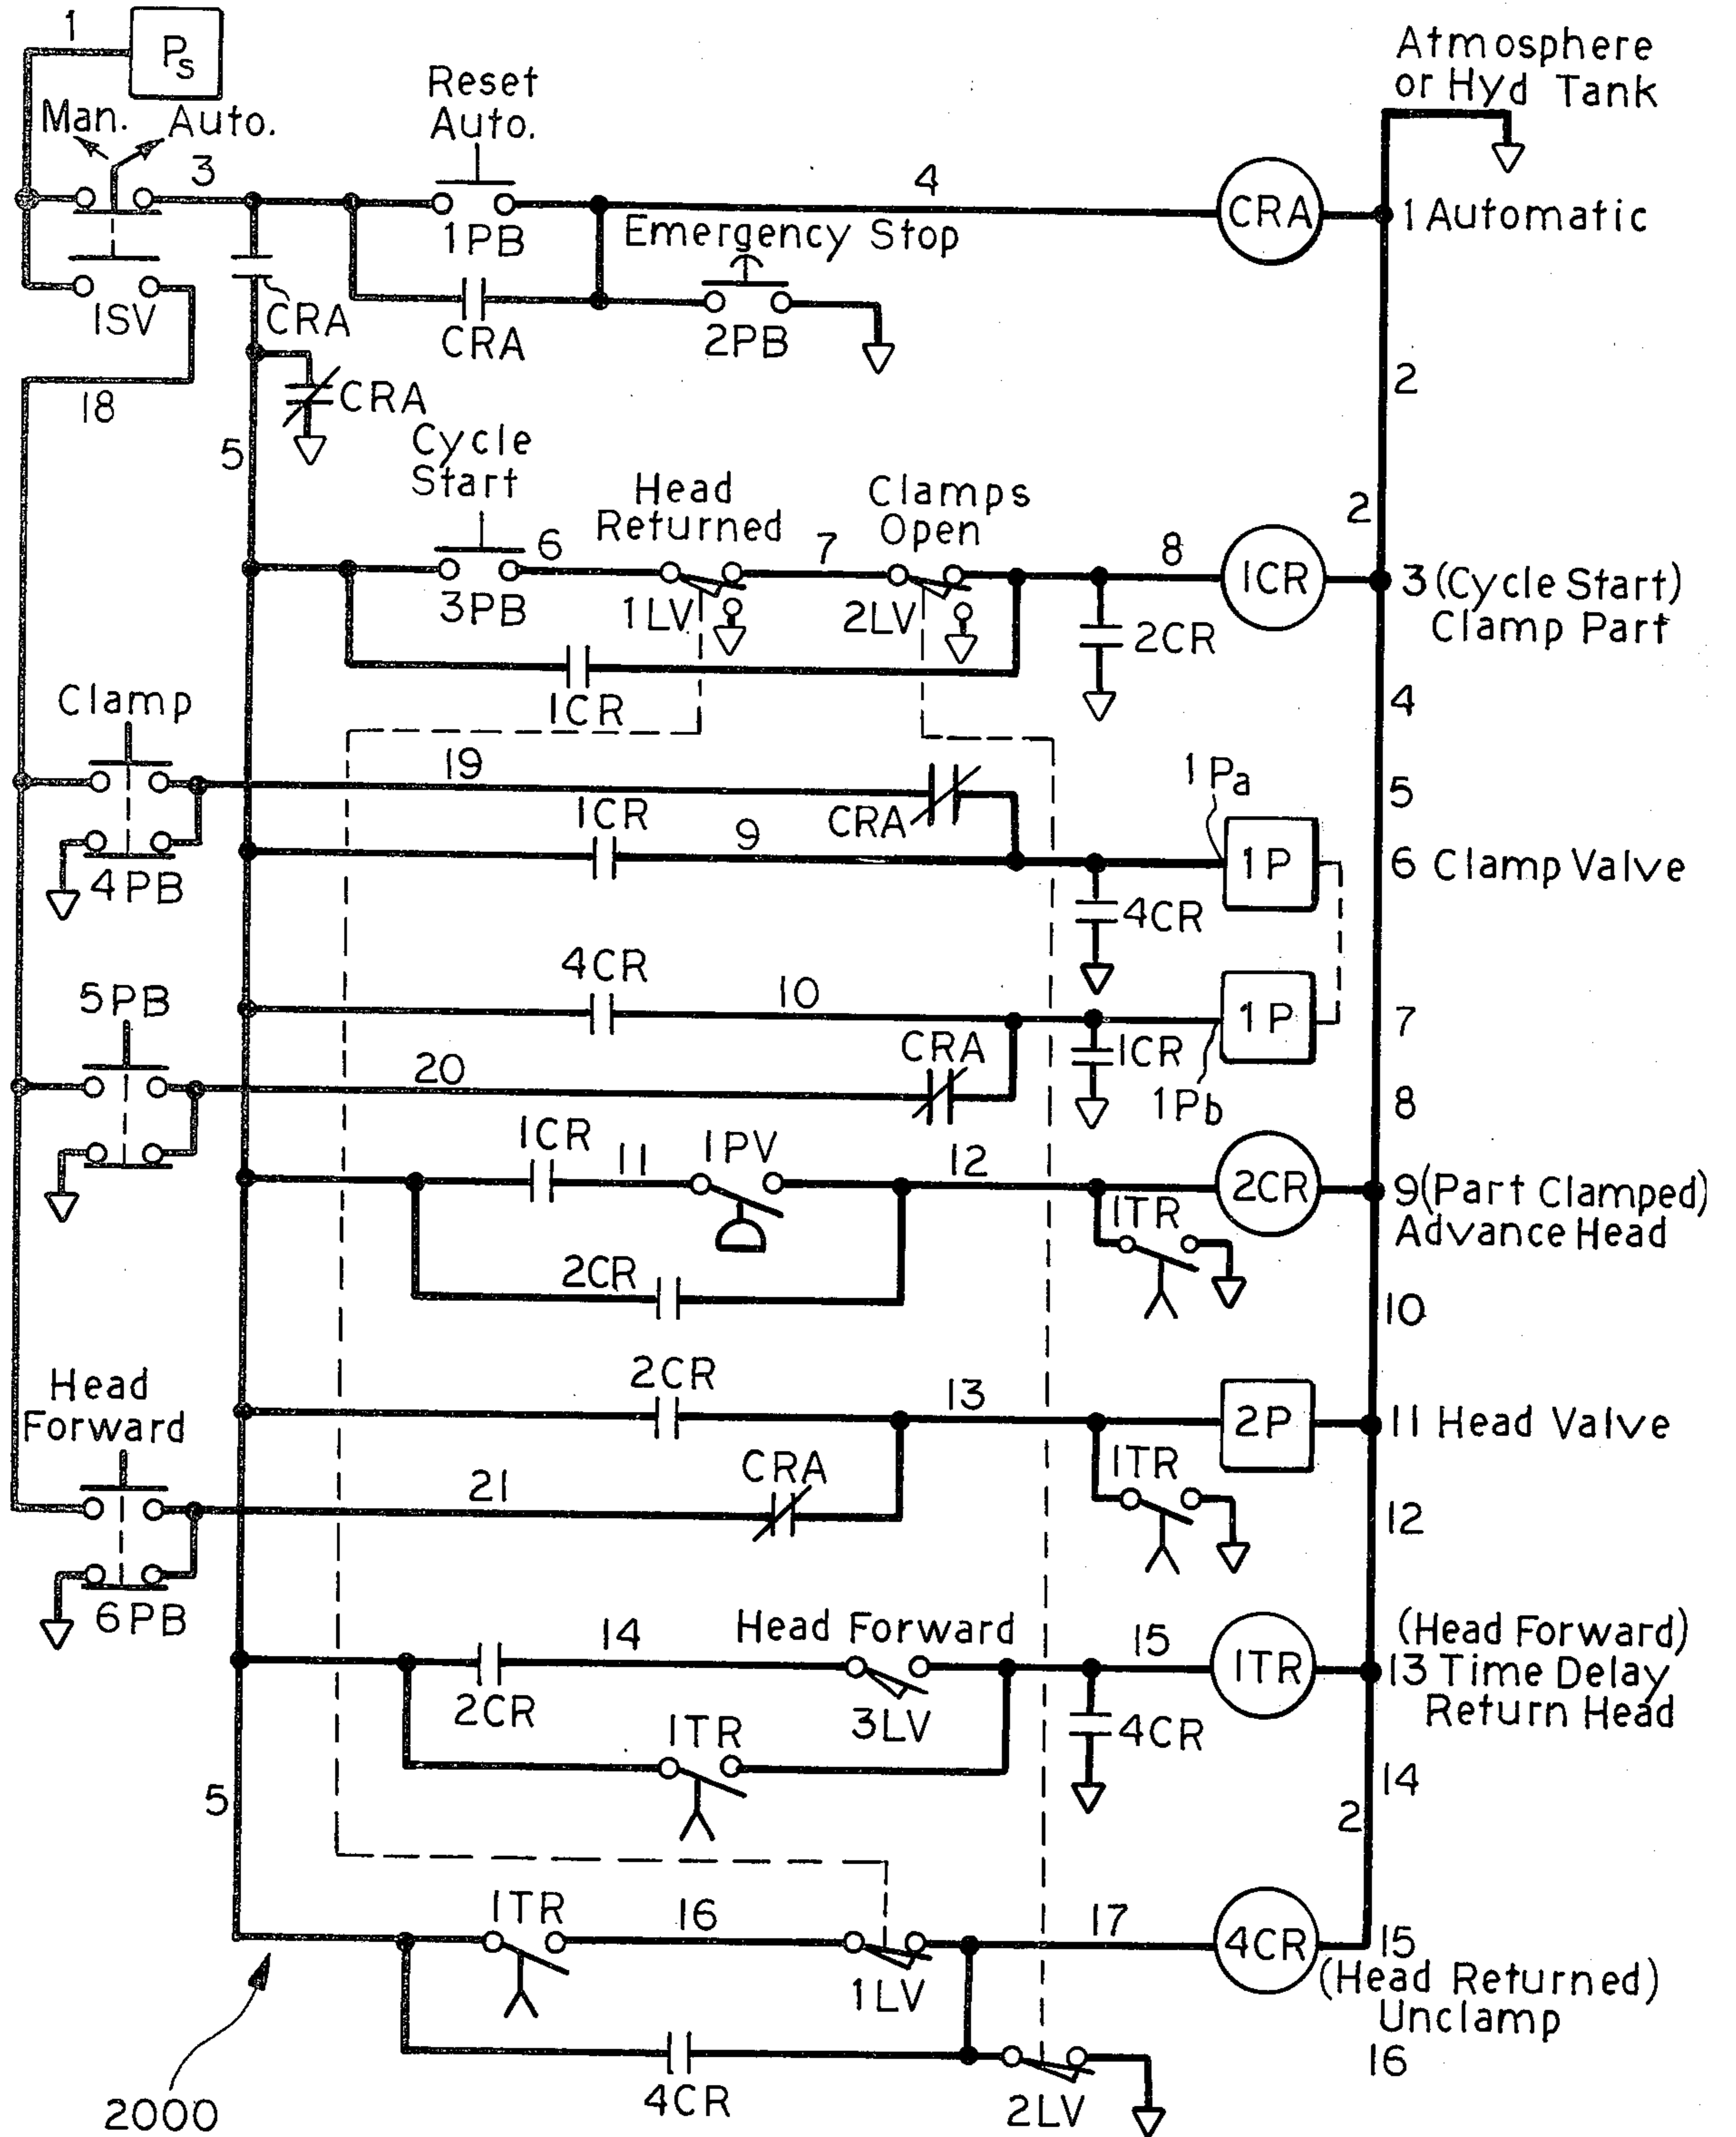 1
Ps
Atmosphere
or Hyd Tank
Man.
Auto.
Reset
Auto.
3
4
1PB
Emergency Stop
CRA
1 Automatic
1SV
CRA
CRA
2PB
2
18
CRA
5
Cycle
Start
Head
Returned
Clamps
Open
6
7
8
2
3PB
1LV
2LV
2CR
1CR
3 (Cycle Start)
Clamp Part
1CR
4
Clamp
19
1Pa
5
CRA
1CR
9
1P
6 Clamp Valve
4PB
4CR
4CR
10
5PB
1P
7
CRA
1CR
20
1Pb
8
1CR
11
1PV
12
2CR
9 (Part Clamped)
Advance Head
1TR
2CR
10
2CR
13
2P
11 Head Valve
Head
Forward
CRA
1TR
21
12
6PB
14
Head Forward
15
1TR
(Head Forward)
13 Time Delay
Return Head
2CR
1TR
3LV
4CR
5
14
2
1TR
16
17
4CR
15
(Head Returned)
Unclamp
1LV
16
4CR
2LV
2000